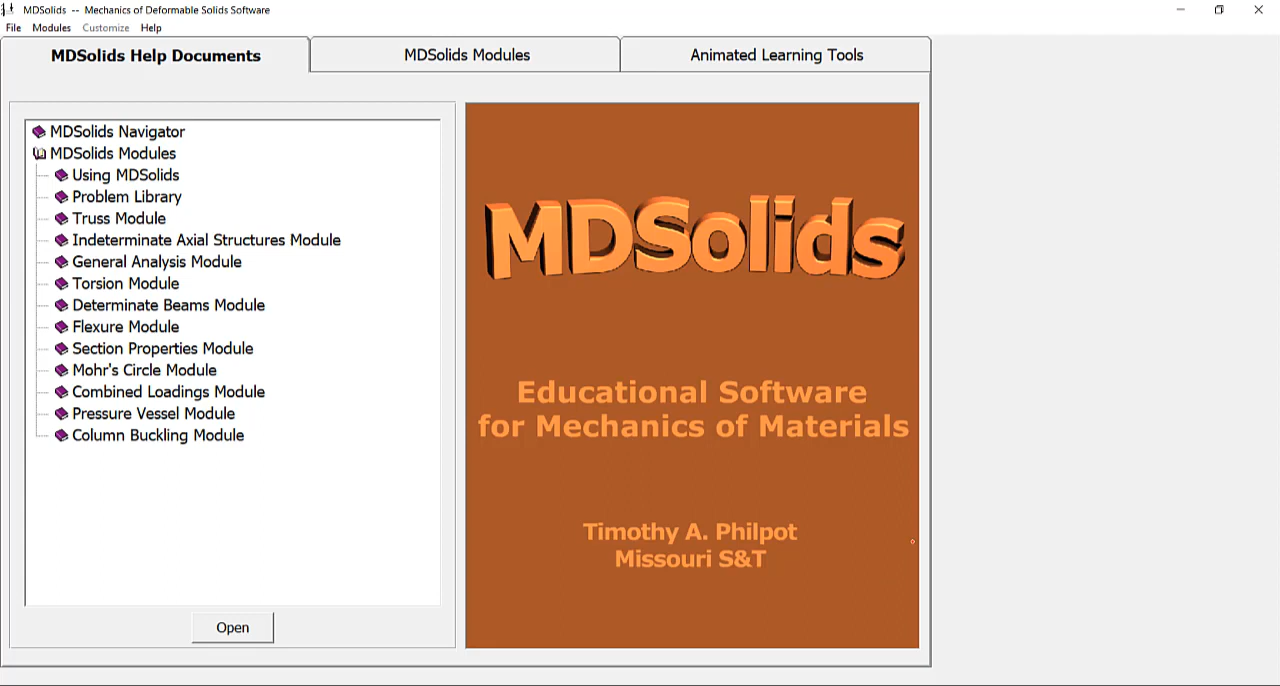 MDSolids -- Mechanics of Deformable Solids Software
File Modules Customize Help
MDSolids Help Documents
MDSolids Modules
Animated Learning Tools
MDSolids Navigator
MDSolids Modules
Using MDSolids
Problem Library
Truss Module
Indeterminate Axial Structures Module
General Analysis Module
Torsion Module
Determinate Beams Module
Flexure Module
Section Properties Module
Mohr's Circle Module
Combined Loadings Module
Pressure Vessel Module
Column Buckling Module
Open
MDSolids
Educational Software
for Mechanics of Materials
Timothy A. Philpot
Missouri S&T